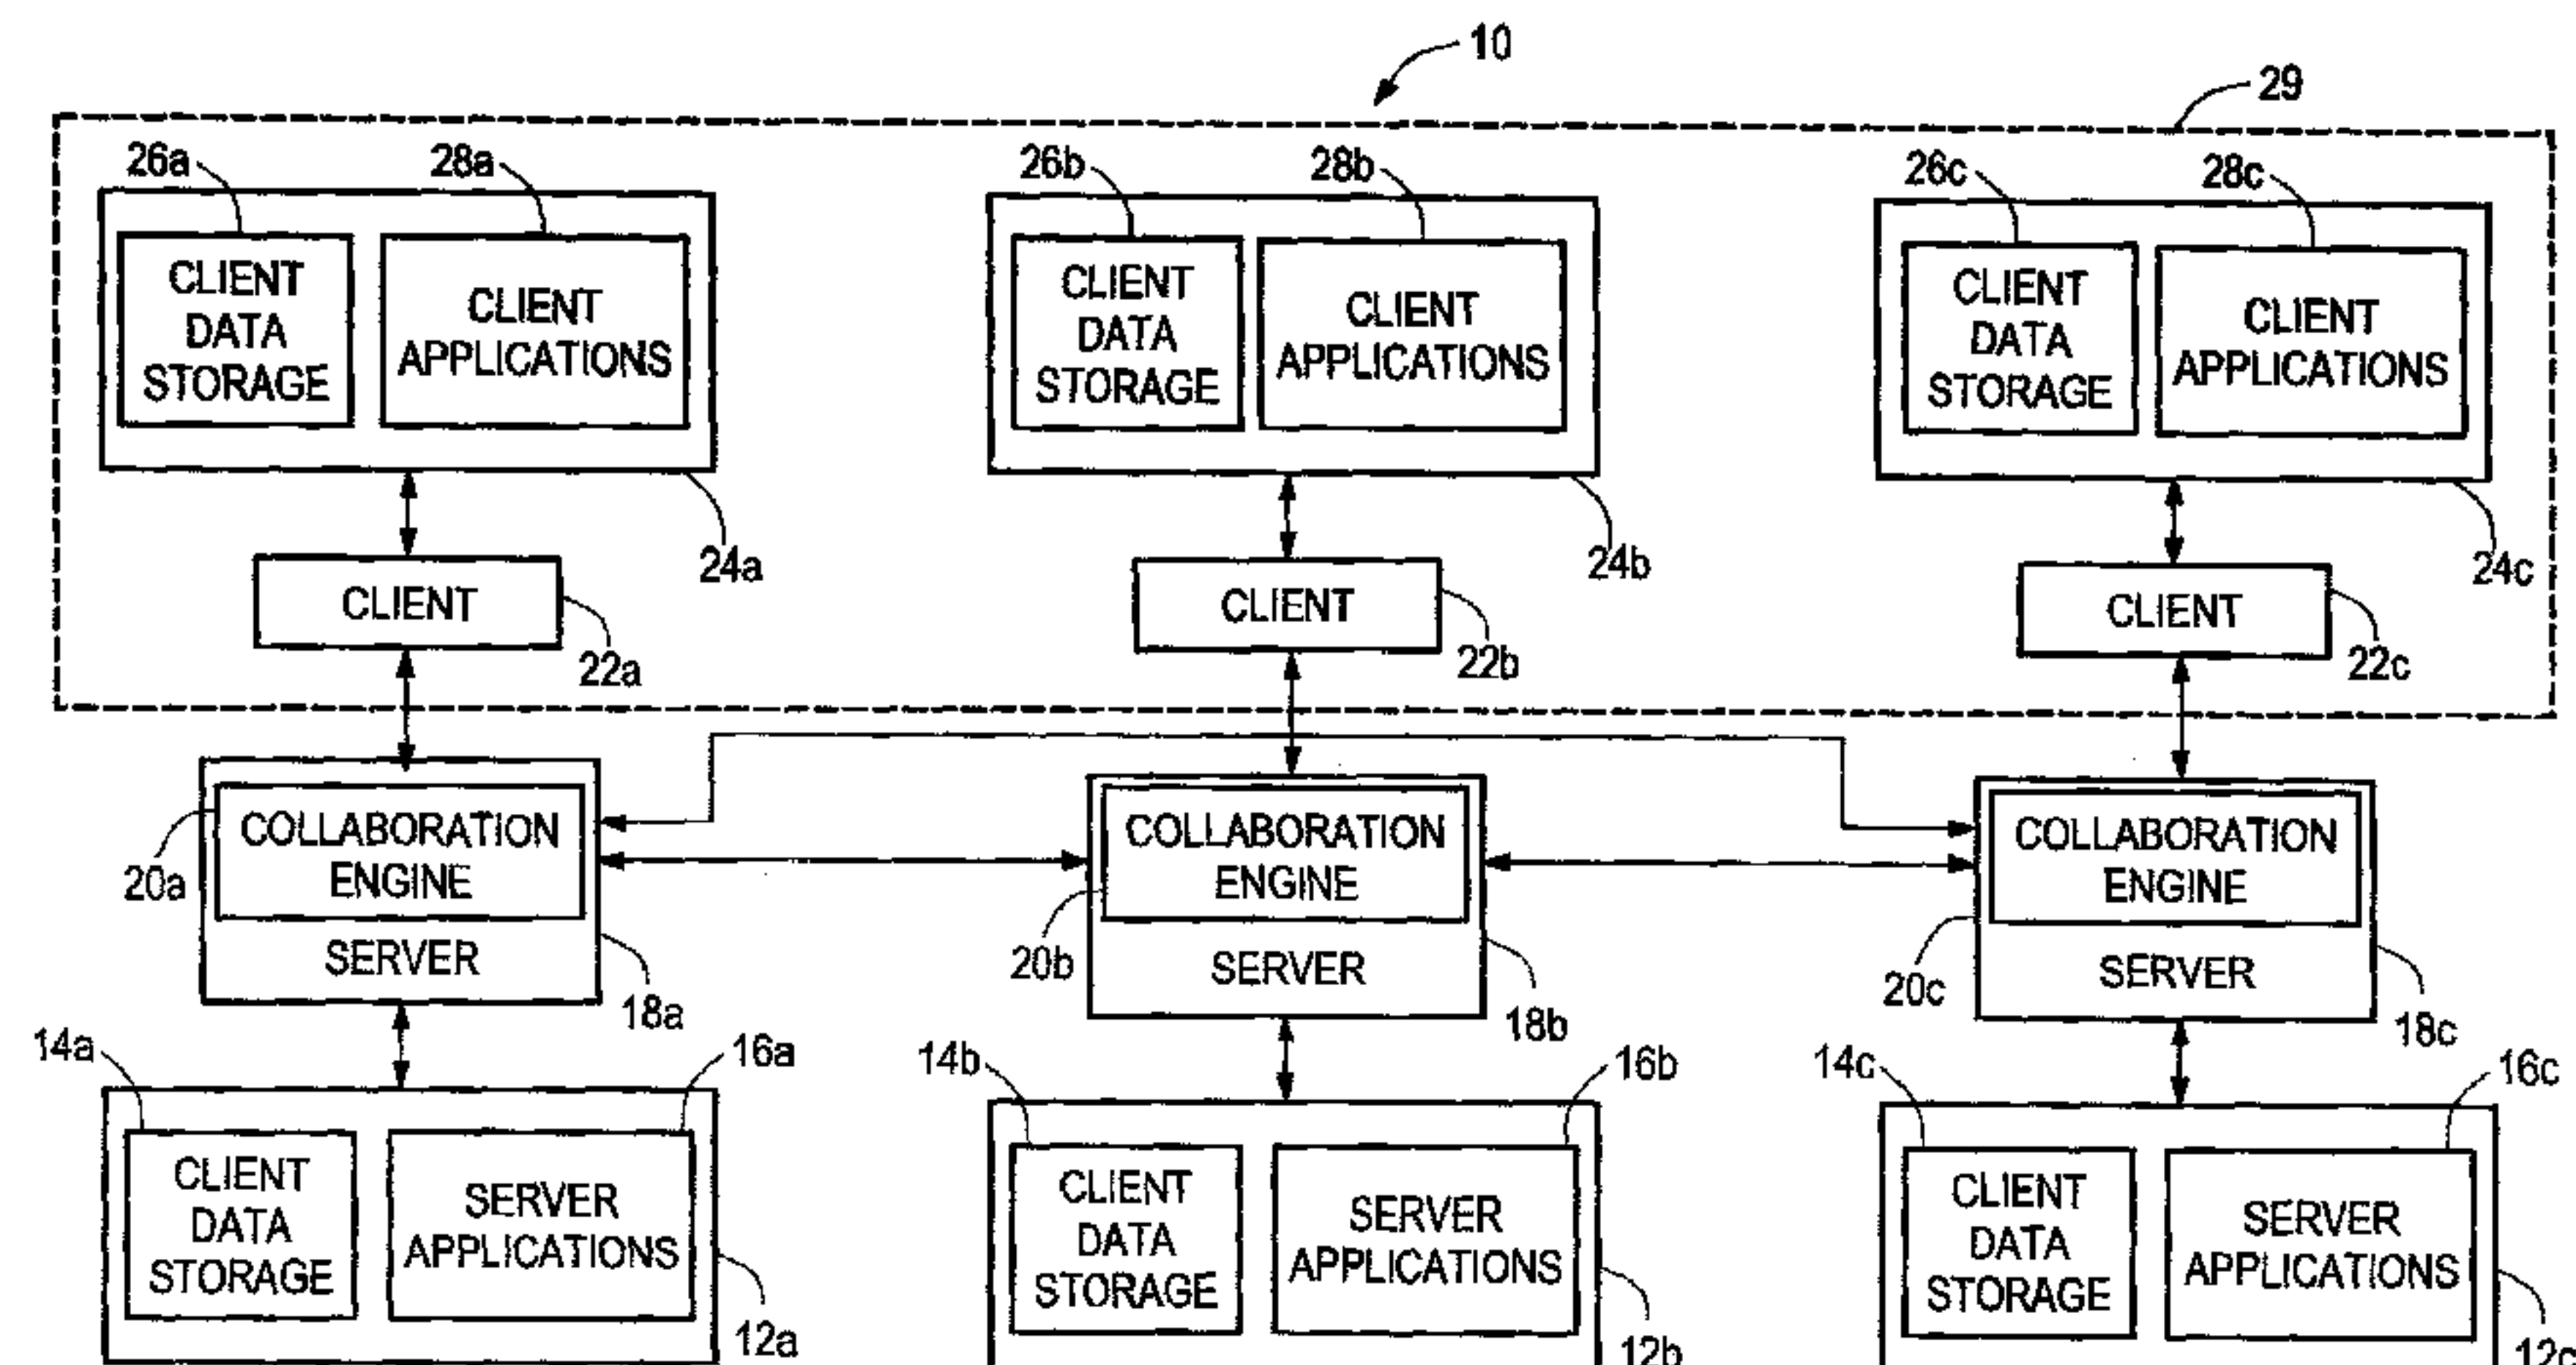 10
29
26a
28a
26b
28b
26c
28c
CLIENT
DATA
STORAGE
CLIENT
APPLICATIONS
CLIENT
DATA
STORAGE
CLIENT
APPLICATIONS
CLIENT
DATA
STORAGE
CLIENT
APPLICATIONS
24a
24b
24c
CLIENT
CLIENT
CLIENT
22a
22b
22c
COLLABORATION
ENGINE
SERVER
COLLABORATION
ENGINE
SERVER
COLLABORATION
ENGINE
SERVER
20a
20b
20c
18a
18b
18c
14a
16a
14b
16b
14c
16c
CLIENT
DATA
STORAGE
SERVER
APPLICATIONS
CLIENT
DATA
STORAGE
SERVER
APPLICATIONS
CLIENT
DATA
STORAGE
SERVER
APPLICATIONS
12a
12b
12c